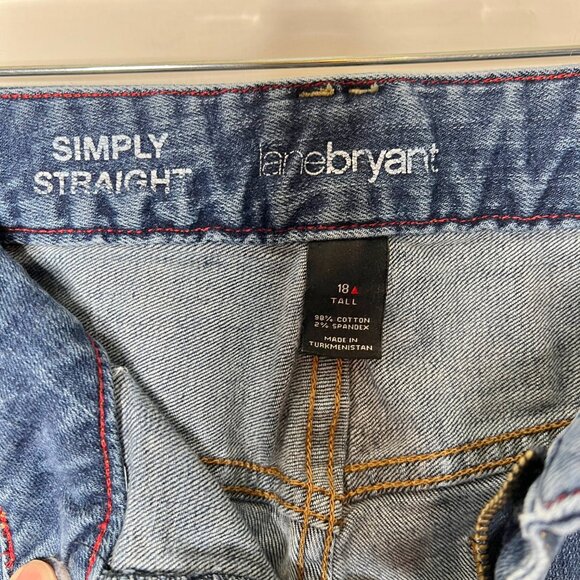 SIMPLY
STRAIGHT
lanebryant
18
TALL
98% COTTON
2% SPANDEX
MADE IN
TURKMENISTAN